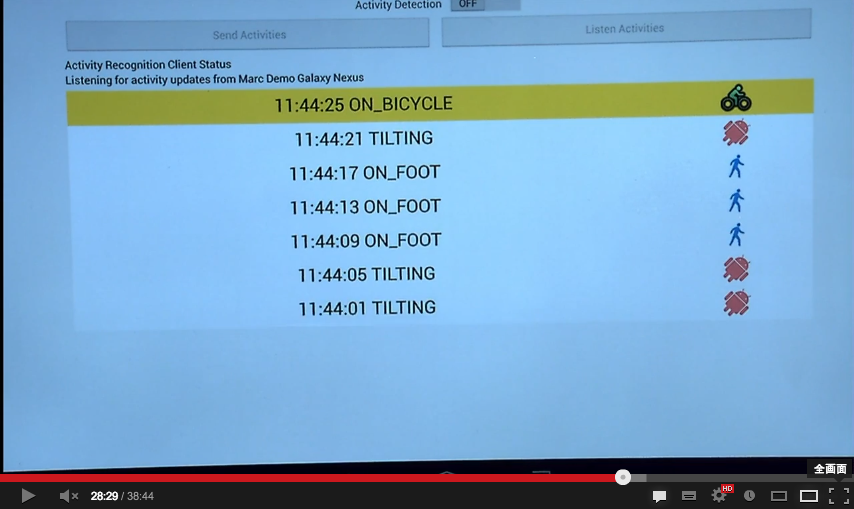 Activity Detection OFF
Send Activities
Listen Activities
Activity Recognition Client Status
Listening for activity updates from Marc Demo Galaxy Nexus
11:44:25 ON_BICYCLE
11:44:21 TILTING
11:44:17 ON_FOOT
11:44:13 ON_FOOT
11:44:09 ON_FOOT
11:44:05 TILTING
11:44:01 TILTING
全画面
28:29 / 38:44
HD